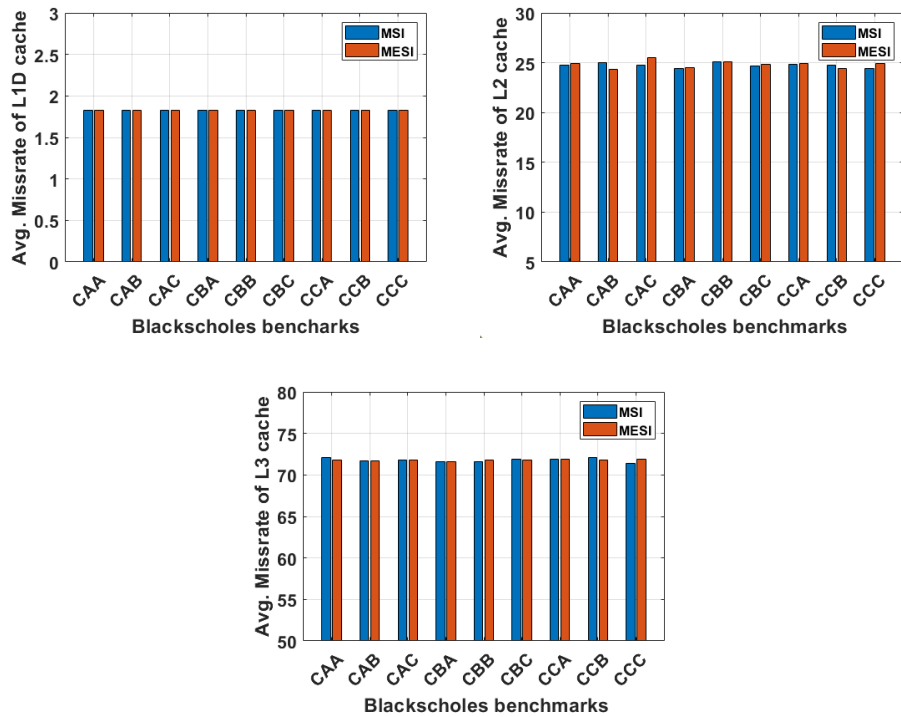 Avg. Missrate of L1D cache
3
2.5
2
1.5
1
0.5
0
MSI
MESI
CAA
CAB
CAC
CBA
CBB
CBC
CCA
CCB
CCC
Blackscholes bencharks
Avg. Missrate of L2 cache
30
25
20
15
10
5
MSI
MESI
CAA
CAB
CAC
CBA
CBB
CBC
CCA
CCB
CCC
Blackscholes benchmarks
Avg. Missrate of L3 cache
80
75
70
65
60
55
50
MSI
MESI
CAA
CAB
CAC
CBA
CBB
CBC
CCA
CCB
CCC
Blackscholes benchmarks